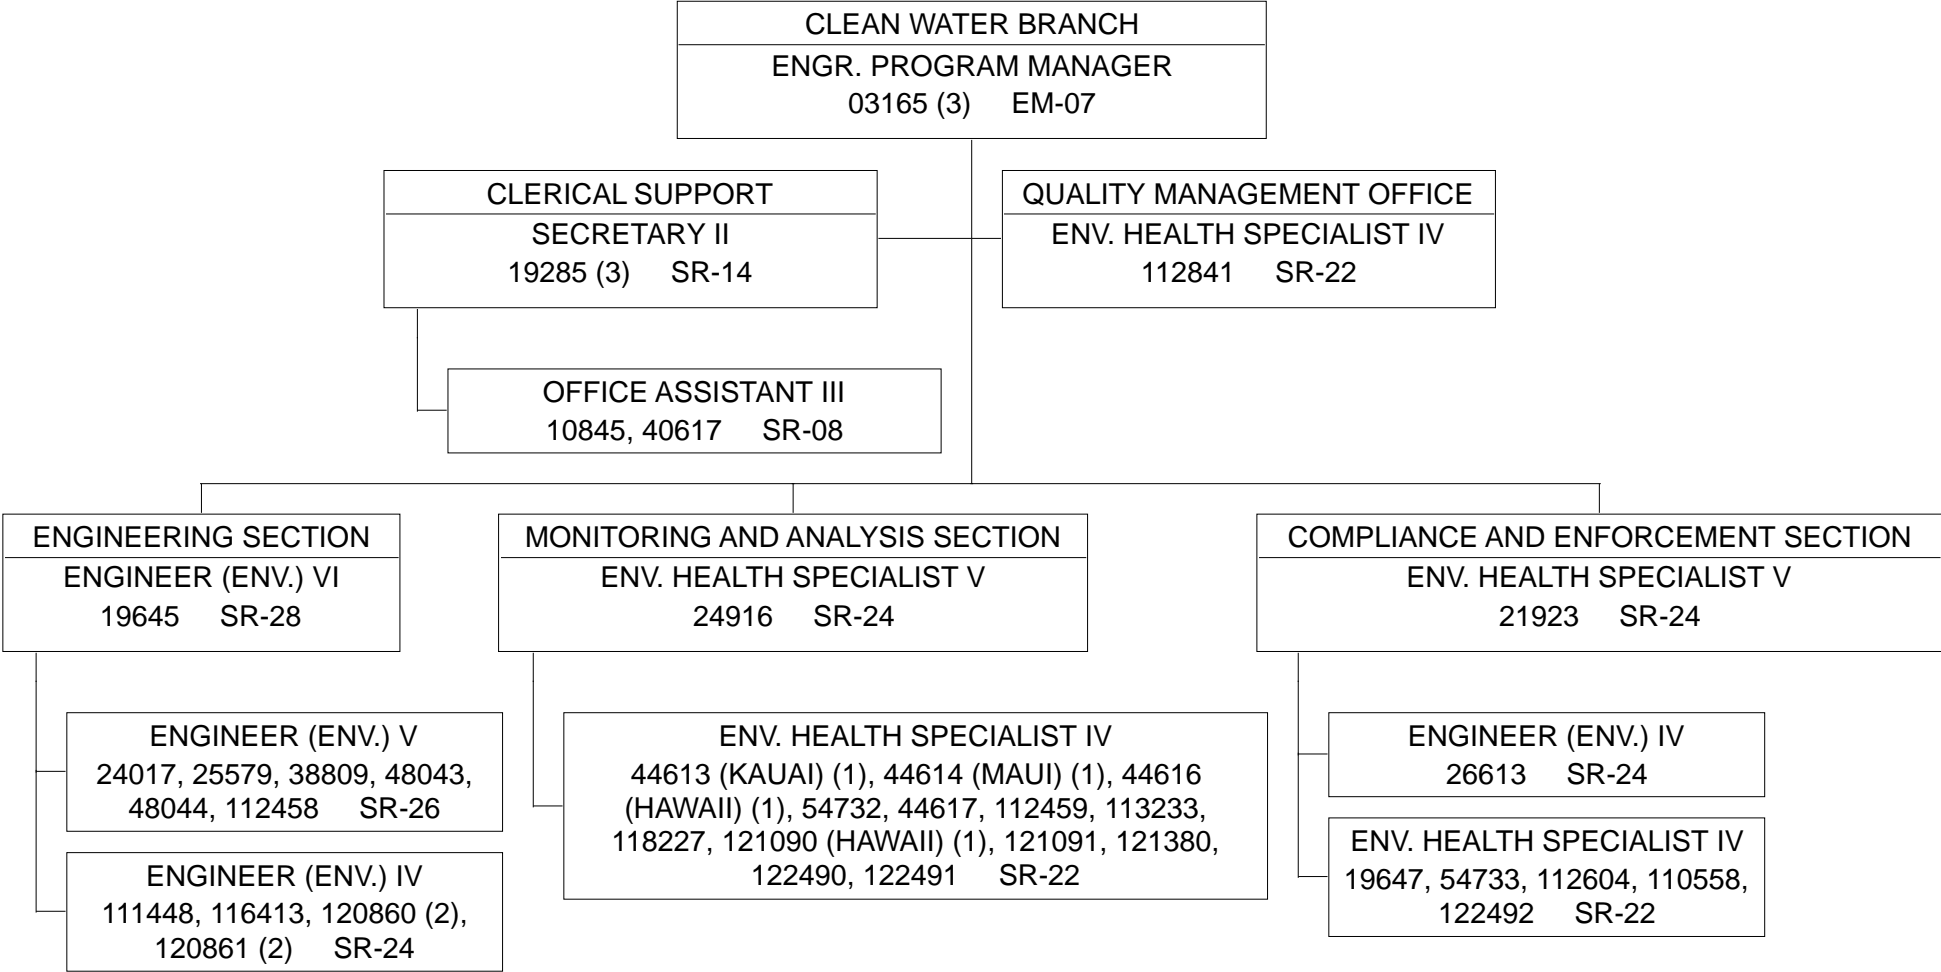 CLEAN WATER BRANCH
ENGR. PROGRAM MANAGER
03165 (3) EM-07
CLERICAL SUPPORT
SECRETARY II
19285 (3) SR-14
QUALITY MANAGEMENT OFFICE
ENV. HEALTH SPECIALIST IV
112841 SR-22
OFFICE ASSISTANT III
10845, 40617 SR-08
ENGINEERING SECTION
ENGINEER (ENV.) VI
19645 SR-28
ENGINEER (ENV.) V
24017, 25579, 38809, 48043,
48044, 112458 SR-26
ENGINEER (ENV.) IV
111448, 116413, 120860 (2),
120861 (2) SR-24
MONITORING AND ANALYSIS SECTION
ENV. HEALTH SPECIALIST V
24916 SR-24
ENV. HEALTH SPECIALIST IV
44613 (KAUAI) (1), 44614 (MAUI) (1), 44616
(HAWAII) (1), 54732, 44617, 112459, 113233,
118227, 121090 (HAWAII) (1), 121091, 121380,
122490, 122491 SR-22
COMPLIANCE AND ENFORCEMENT SECTION
ENV. HEALTH SPECIALIST V
21923 SR-24
ENGINEER (ENV.) IV
26613 SR-24
ENV. HEALTH SPECIALIST IV
19647, 54733, 112604, 110558,
122492 SR-22